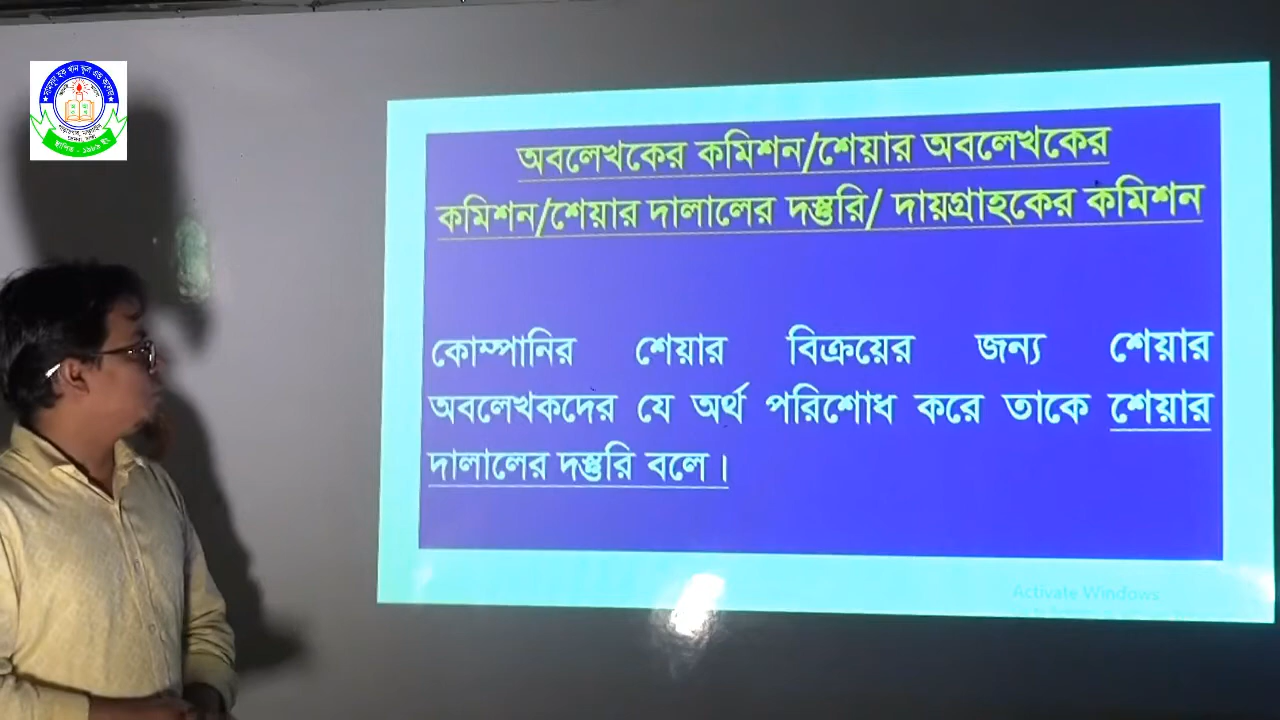 অবলেখকের কমিশন/শেয়ার অবলেখকের
কমিশন/শেয়ার দালালের দস্তুরি/ দায়গ্রাহকের কমিশন
কোম্পানির শেয়ার বিক্রয়ের জন্য শেয়ার
অবলেখকদের যে অর্থ পরিশোধ করে তাকে শেয়ার
দালালের দস্তুরি বলে।
Activate Windows